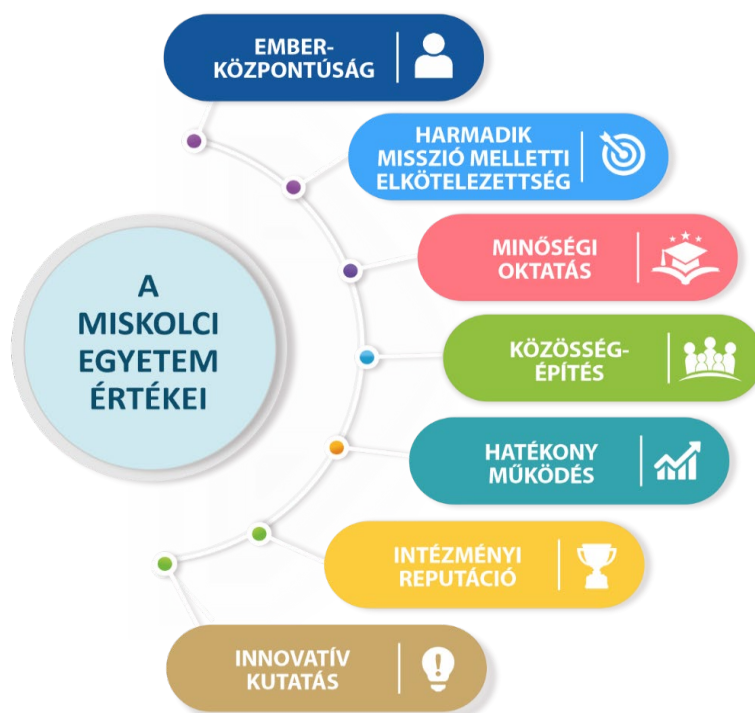 EMBER-
KÖZPONTÚSÁG
HARMADIK
MISSZIÓ MELLETTI
ELKÖTELEZETTSÉG
MINŐSÉGI
OKTATÁS
A
MISKOLCI
EGYETEM
ÉRTÉKEI
KÖZÖSSÉG-
ÉPÍTÉS
HATÉKONY
MŰKÖDÉS
INTÉZMÉNYI
REPUTÁCIÓ
INNOVATÍV
KUTATÁS